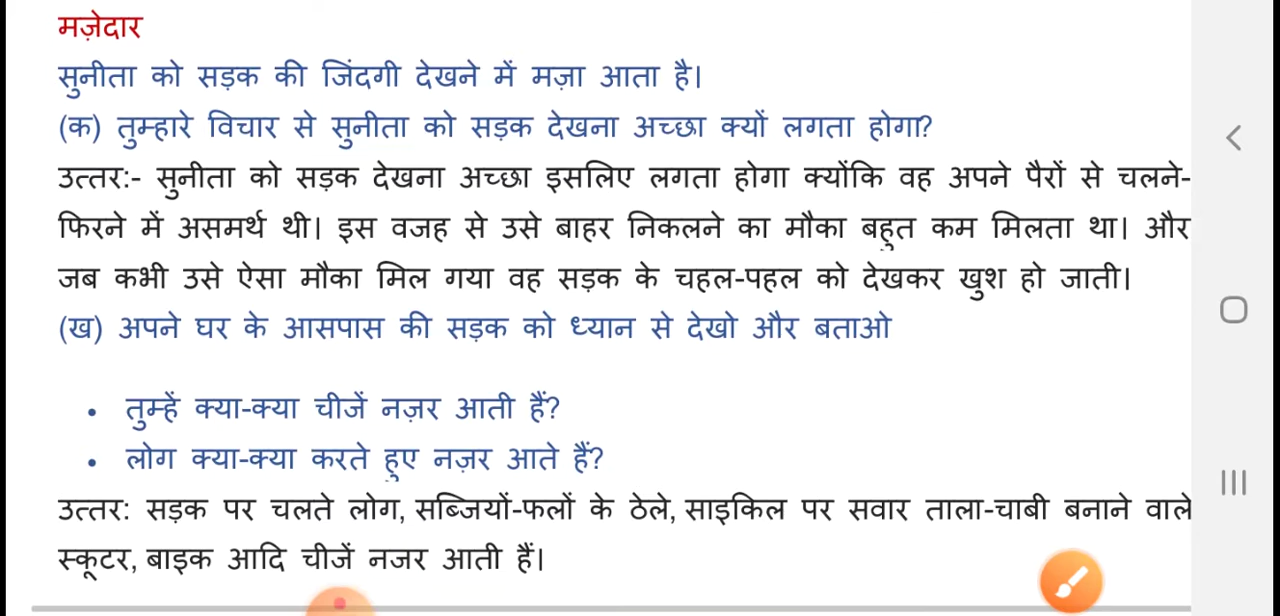 मज़ेदार
सुनीता को सड़क की जिंदगी देखने में मज़ा आता है।
(क) तुम्हारे विचार से सुनीता को सड़क देखना अच्छा क्यों लगता होगा?
उत्तर:- सुनीता को सड़क देखना अच्छा इसलिए लगता होगा क्योंकि वह अपने पैरों से चलने-
फिरने में असमर्थ थी। इस वजह से उसे बाहर निकलने का मौका बहुत कम मिलता था। और
जब कभी उसे ऐसा मौका मिल गया वह सड़क के चहल-पहल को देखकर खुश हो जाती।
(ख) अपने घर के आसपास की सड़क को ध्यान से देखो और बताओ
• तुम्हें क्या-क्या चीजें नज़र आती हैं?
• लोग क्या-क्या करते हुए नज़र आते हैं?
उत्तर: सड़क पर चलते लोग, सब्जियों-फलों के ठेले, साइकिल पर सवार ताला-चाबी बनाने वाले
स्कूटर, बाइक आदि चीजें नजर आती हैं।